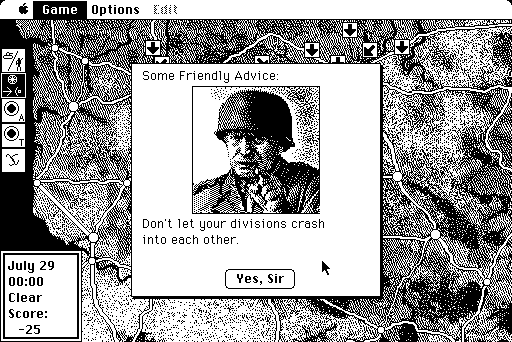 Game Options Edit
Some Friendly Advice:
A
T
Don't let your divisions crash
into each other.
Yes, Sir
July 29
00:00
Clear
Score:
-25